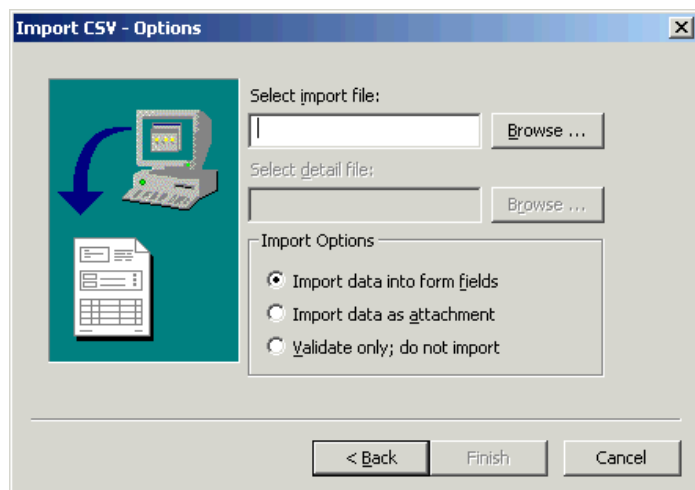 Import CSV - Options
Select import file:
Browse ...
Select detail file:
Browse ...
Import Options
Import data into form fields
Import data as attachment
Validate only; do not import
< Back
Finish
Cancel